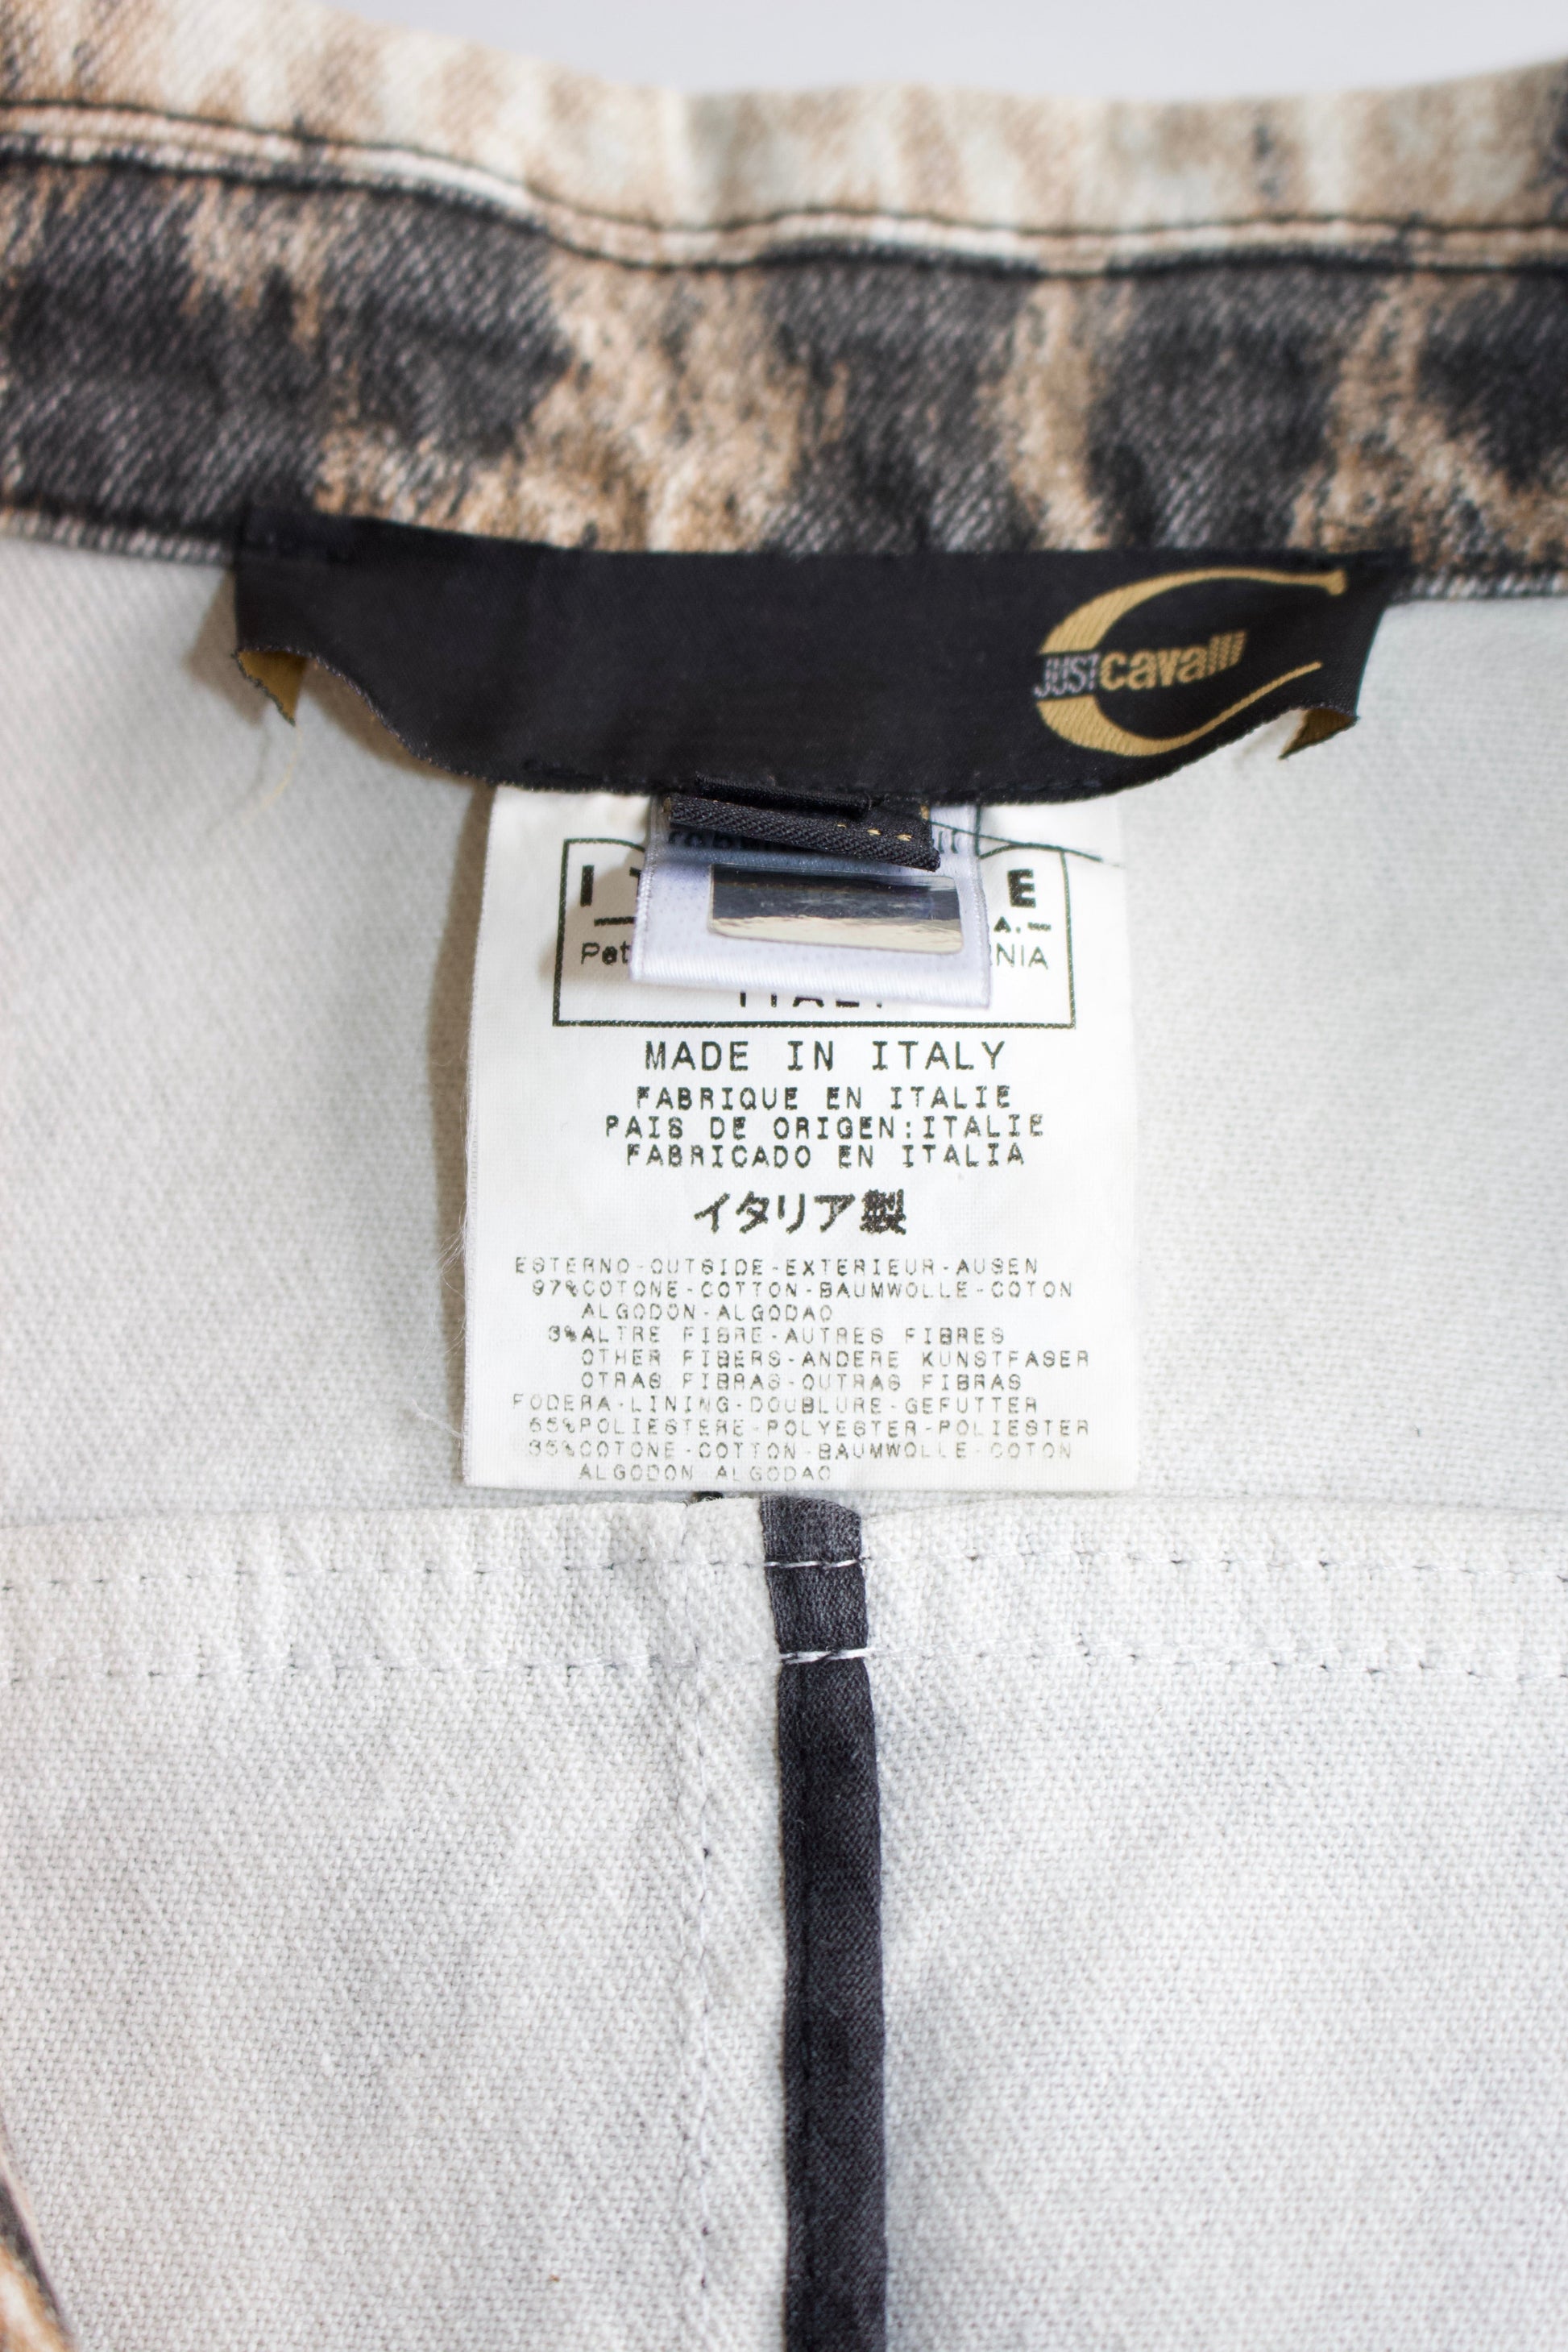 JUST cavalli
ITALY
MADE IN ITALY
FABRIQUE EN ITALIE
PAIS DE ORIGEN:ITALIE
FABRICADO EN ITALIA
イタリア製
ESTERNO-OUTSIDE-EXTERIEUR-AUSEN
97%COTONE-COTTON-BAUMWOLLE-COTON
ALGODON-ALGODAO
3%ALTRE FIBRE-AUTRES FIBRES
OTHER FIBERS-ANDERE KUNSTFASER
OTRAS FIBRAS-OUTRAS FIBRAS
FODERA-LINING-DOUBLURE-GEFUTTER
65%POLIESTERE-POLYESTER-POLIESTER
35%COTONE-COTTON-BAUMWOLLE-COTON
ALGODON ALGODAO